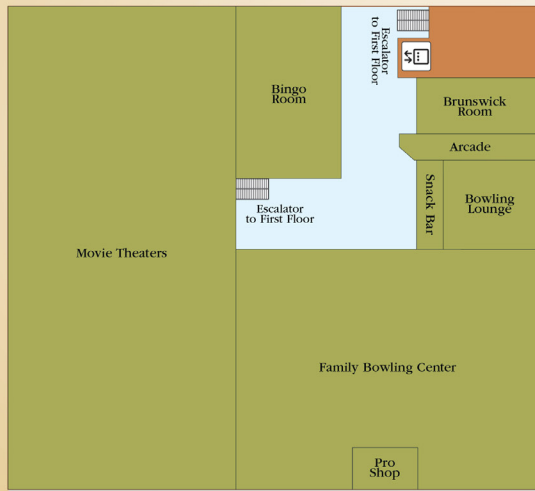 Escalator
to First Floor
Bingo
Room
Brunswick
Room
Arcade
Snack Bar
Bowling
Lounge
Escalator
to First Floor
Movie Theaters
Family Bowling Center
Pro
Shop